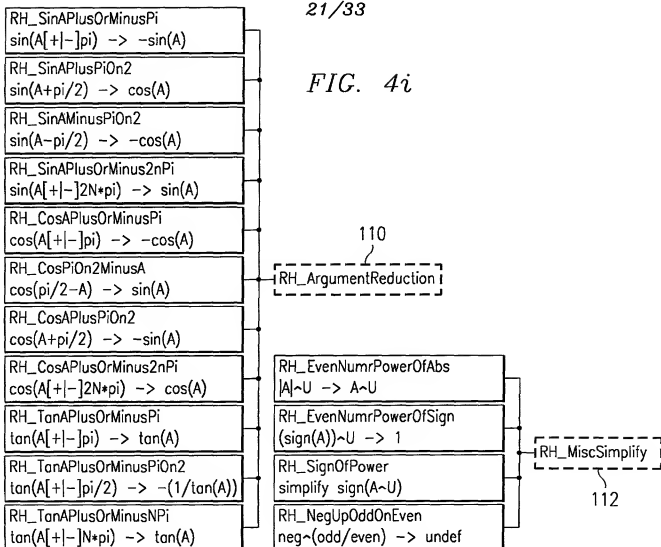 21/33
FIG. 4i
RH_SinAPlusOrMinusPi
sin(A[+|-]pi) -> -sin(A)
RH_SinAPlusPiOn2
sin(A+pi/2) -> cos(A)
RH_SinAMinusPiOn2
sin(A-pi/2) -> -cos(A)
RH_SinAPlusOrMinus2nPi
sin(A[+|-]2N*pi) -> sin(A)
RH_CosAPlusOrMinusPi
cos(A[+|-]pi) -> -cos(A)
RH_CosPiOn2MinusA
cos(pi/2-A) -> sin(A)
RH_CosAPlusPiOn2
cos(A+pi/2) -> -sin(A)
RH_CosAPlusOrMinus2nPi
cos(A[+|-]2N*pi) -> cos(A)
RH_TanAPlusOrMinusPi
tan(A[+|-]pi) -> tan(A)
RH_TanAPlusOrMinusPiOn2
tan(A[+|-]pi/2) -> -(1/tan(A))
RH_TanAPlusOrMinusNPi
tan(A[+|-]N*pi) -> tan(A)
110
RH_ArgumentReduction
RH_EvenNumrPowerOfAbs
|A|^U -> A^U
RH_EvenNumrPowerOfSign
(sign(A))^U -> 1
RH_SignOfPower
simplify sign(A^U)
RH_NegUpOddOnEven
neg^(odd/even) -> undef
RH_MiscSimplify
112